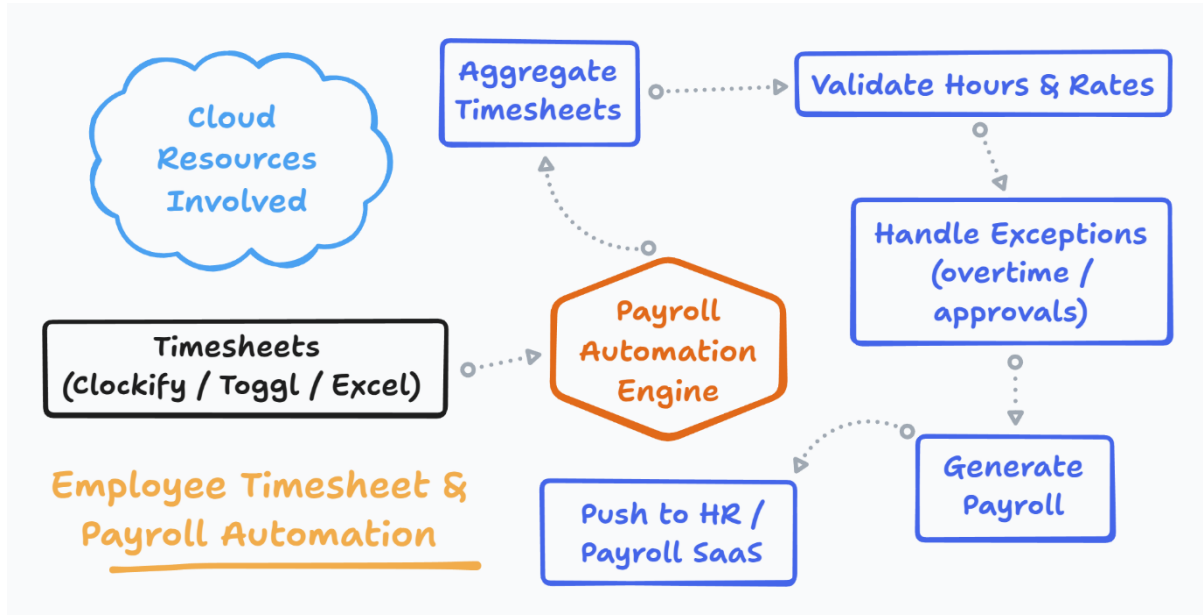 Cloud
Resources
Involved
Aggregate
Timesheets
Validate Hours & Rates
Handle Exceptions
(overtime /
approvals)
Payroll
Automation
Engine
Timesheets
(Clockify / Toggl / Excel)
Generate
Payroll
Push to HR /
Payroll SaaS
Employee Timesheet &
Payroll Automation